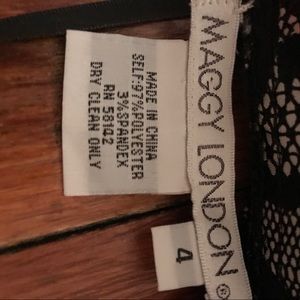 MAGGY LONDON®
4
MADE IN CHINA
SELF:97%POLYESTER
3%SPANDEX
RN 58142
DRY CLEAN ONLY